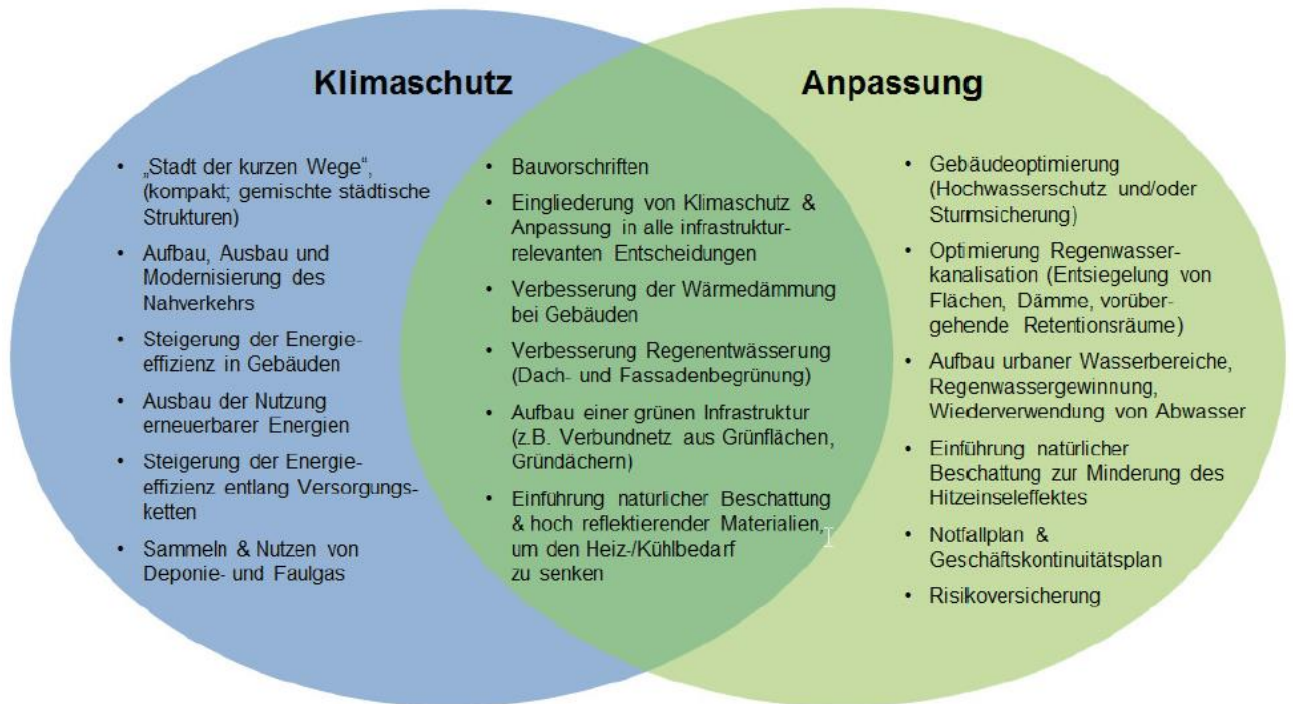 Klimaschutz
• „Stadt der kurzen Wege“,
(kompakt; gemischte städtische
Strukturen)
• Aufbau, Ausbau und
Modernisierung des
Nahverkehrs
• Steigerung der Energie-
effizienz in Gebäuden
• Ausbau der Nutzung
erneuerbarer Energien
• Steigerung der Energie-
effizienz entlang Versorgungs-
ketten
• Sammeln & Nutzen von
Deponie- und Faulgas
• Bauvorschriften
• Eingliederung von Klimaschutz &
Anpassung in alle infrastruktur-
relevanten Entscheidungen
• Verbesserung der Wärmedämmung
bei Gebäuden
• Verbesserung Regenentwässerung
(Dach- und Fassadenbegrünung)
• Aufbau einer grünen Infrastruktur
(z.B. Verbundnetz aus Grünflächen,
Gründächern)
• Einführung natürlicher Beschattung
& hoch reflektierender Materialien,
um den Heiz-/Kühlbedarf
zu senken
Anpassung
• Gebäudeoptimierung
(Hochwasserschutz und/oder
Sturmsicherung)
• Optimierung Regenwasser-
kanalisation (Entsiegelung von
Flächen, Dämme, vorüber-
gehende Retentionsräume)
• Aufbau urbaner Wasserbereiche,
Regenwassergewinnung,
Wiederverwendung von Abwasser
• Einführung natürlicher
Beschattung zur Minderung des
Hitzeinseleffektes
• Notfallplan &
Geschäftskontinuitätsplan
• Risikoversicherung